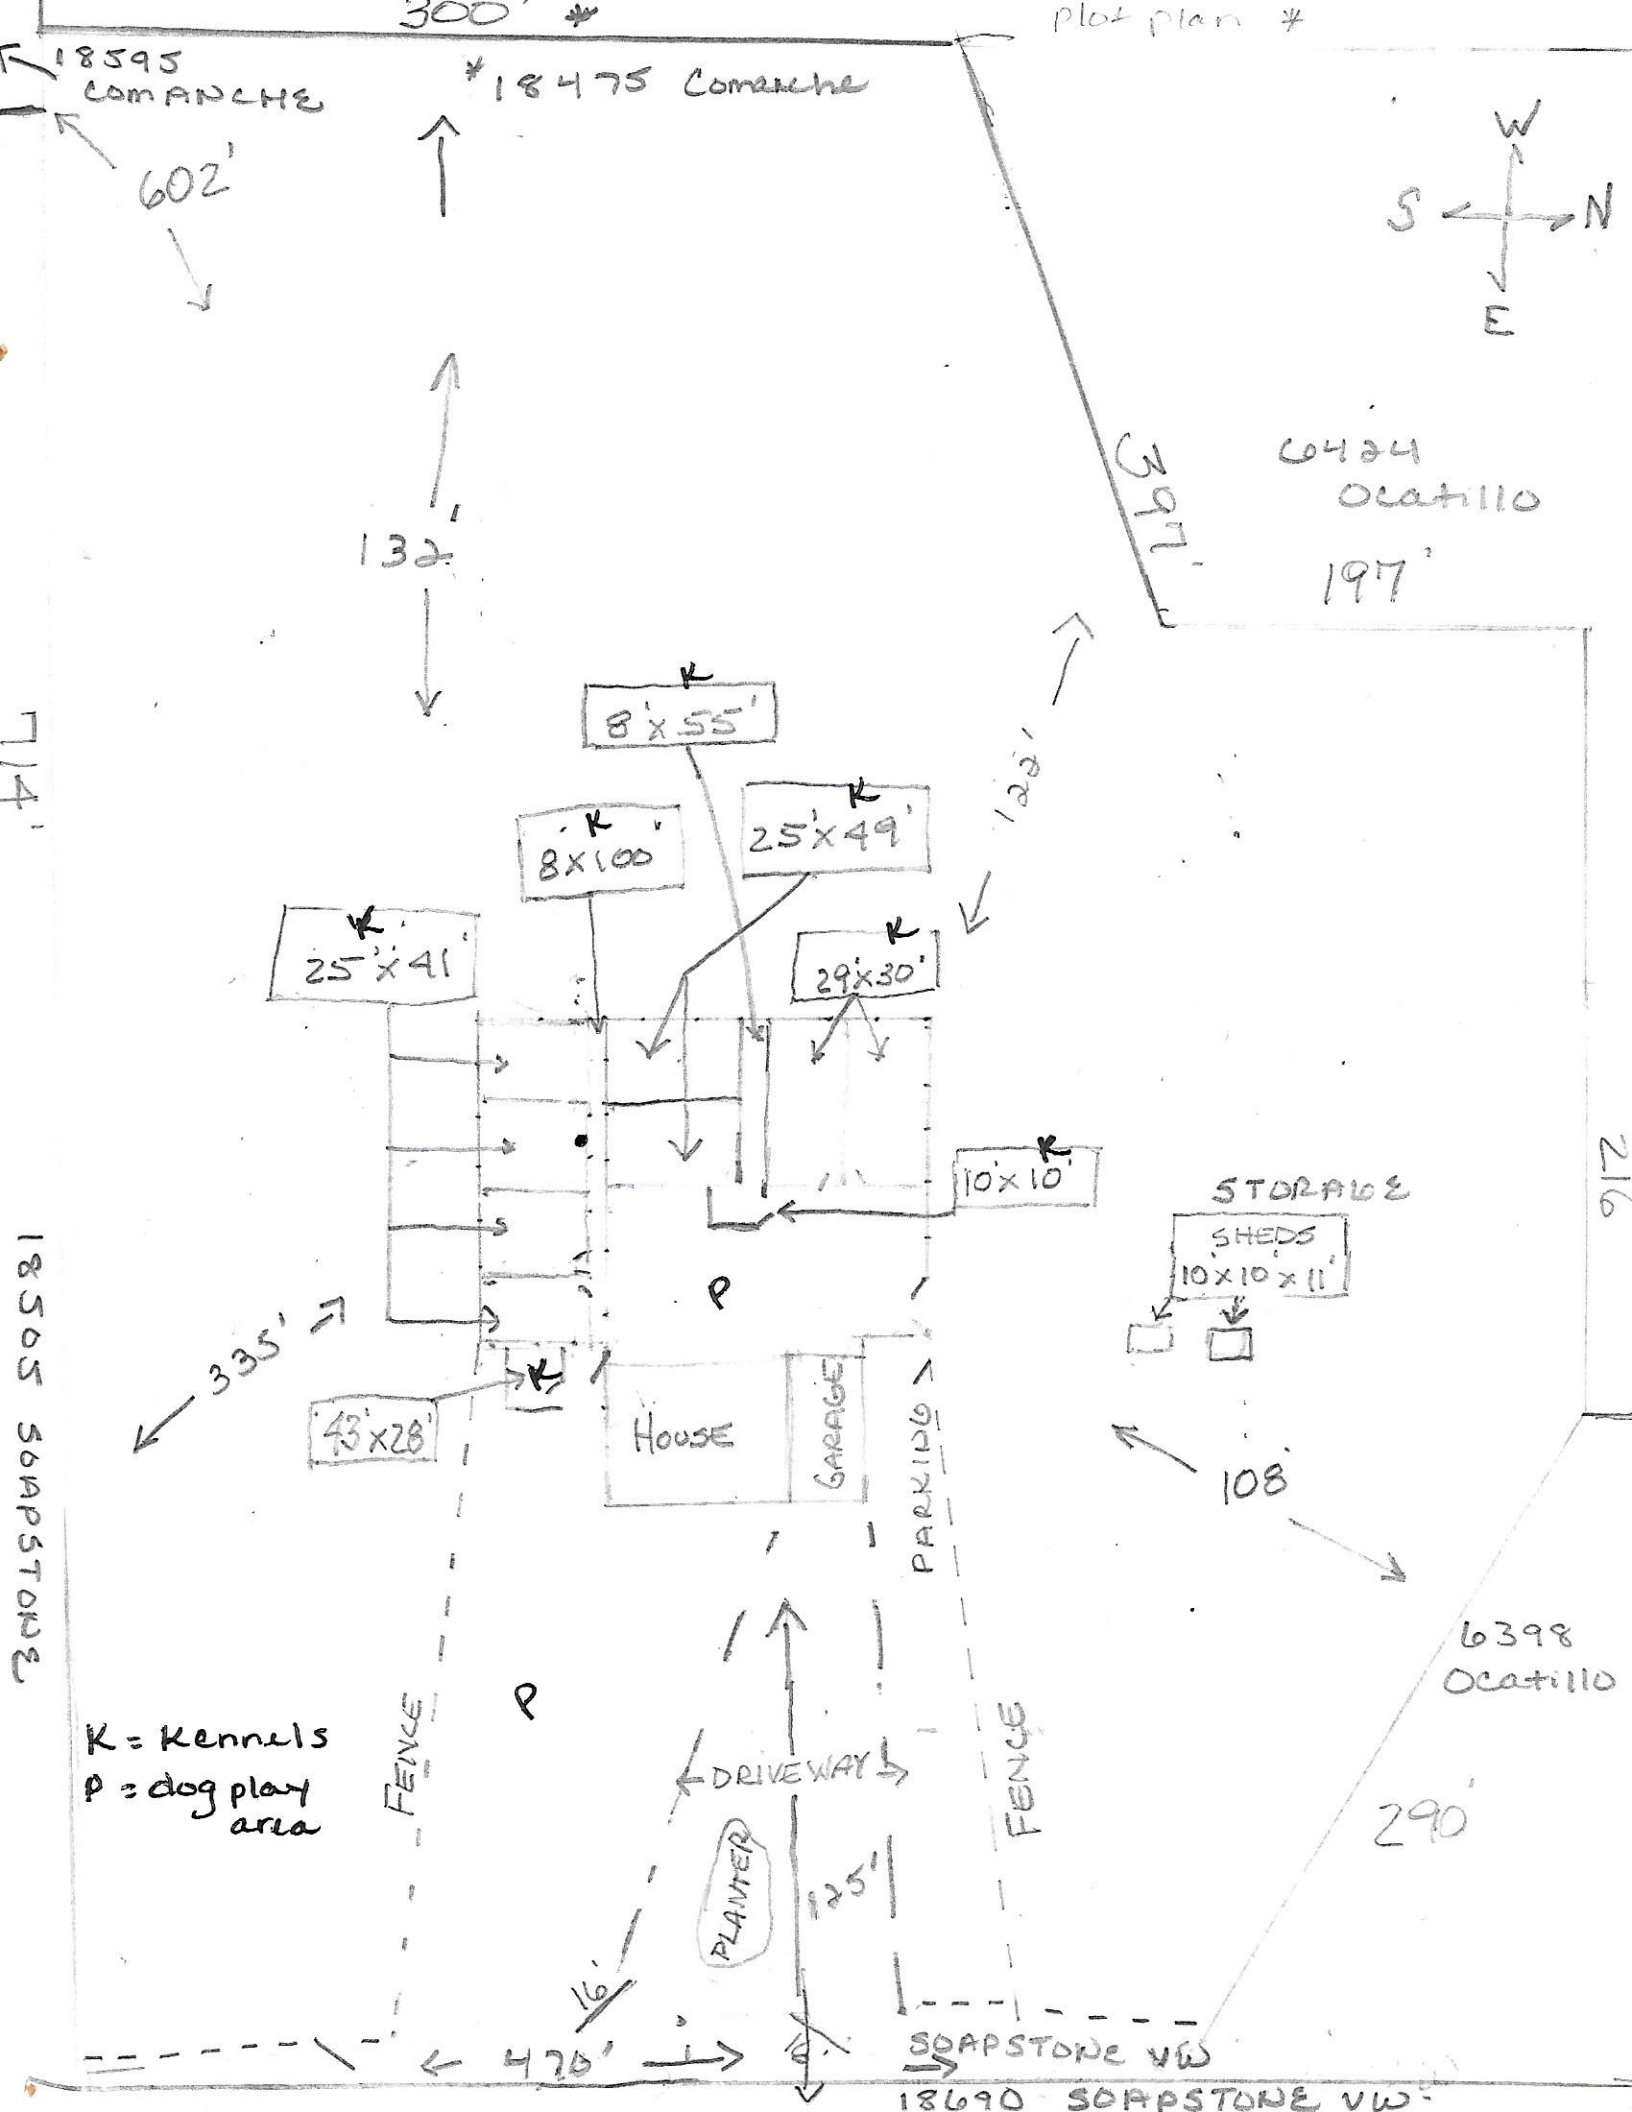 300' *
plot plan *
18595
COMANCHE
*18475 Comanche
602'
W
S N
E
6424
Ocatillo
397'
197'
132'
122'
714'
K
8'x55'
K
25'x49'
K
8'x100'
K
25'x41'
K
29'x30'
K
10'x10'
216
STORAGE
SHEDS
10'x10'x11'
P
335'
18505 SOAPSTONE
K
43'x28'
HOUSE
GARAGE
PARKING
108'
6398
Ocatillo
P
K = Kennels
P = dog play
area
FENCE
DRIVEWAY
FENCE
290'
PLANTER
125'
16'
470'
SOAPSTONE VW
18690 SOAPSTONE VW.